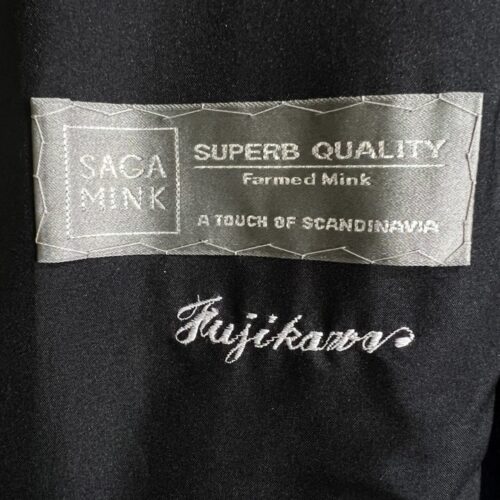 SAGA
MINK
SUPERB QUALITY
Farmed Mink
A TOUCH OF SCANDINAVIA
Fujikawa